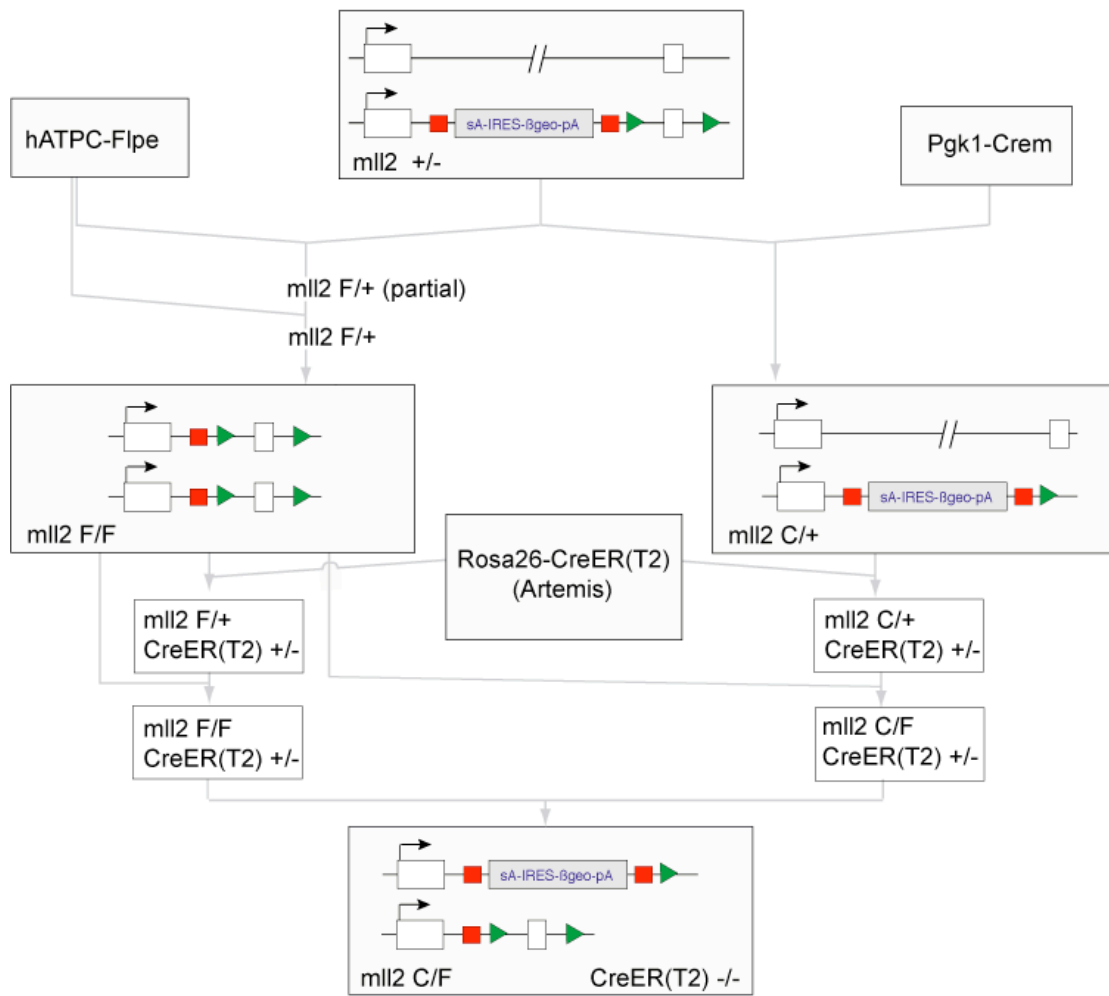 sA-IRES-ßgeo-pA
mll2 +/-
hATPC-Flpe
Pgk1-Crem
mll2 F/+ (partial)
mll2 F/+
mll2 F/F
sA-IRES-ßgeo-pA
mll2 C/+
Rosa26-CreER(T2)
(Artemis)
mll2 F/+
CreER(T2) +/-
mll2 C/+
CreER(T2) +/-
mll2 F/F
CreER(T2) +/-
mll2 C/F
CreER(T2) +/-
sA-IRES-ßgeo-pA
mll2 C/F CreER(T2) -/-